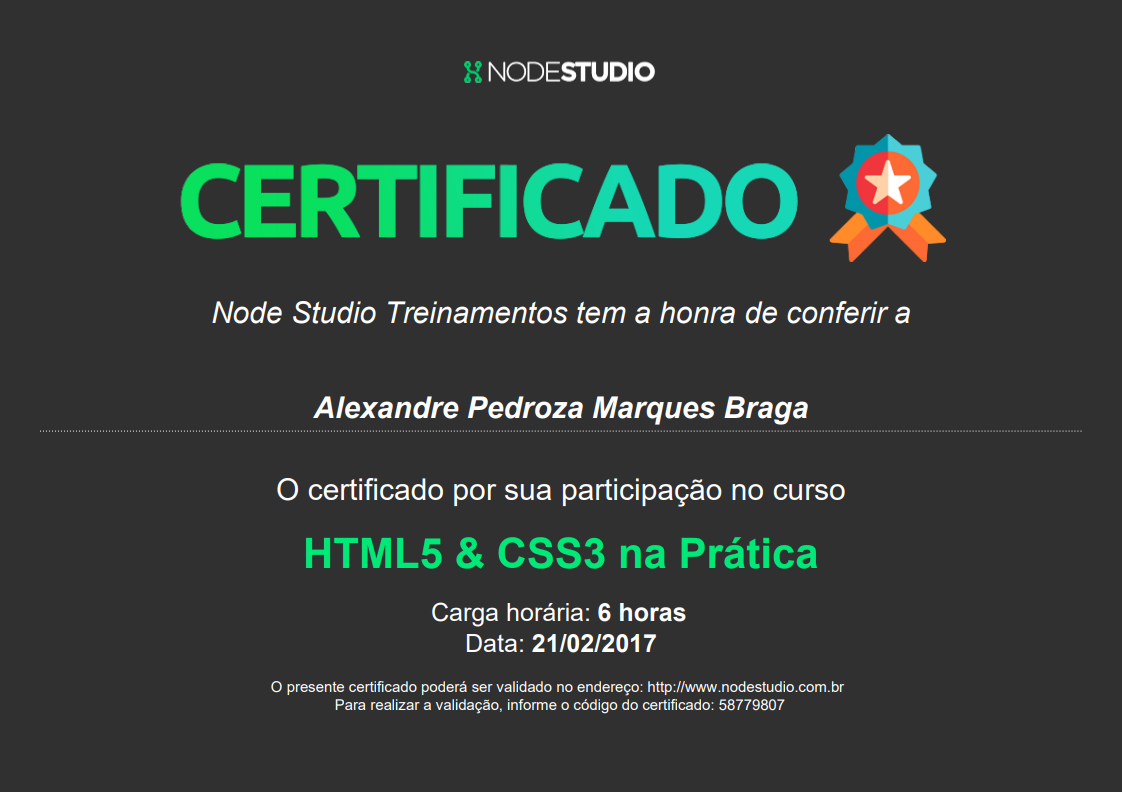 NODESTUDIO
CERTIFICADO
Node Studio Treinamentos tem a honra de conferir a
Alexandre Pedroza Marques Braga
O certificado por sua participação no curso
HTML5 & CSS3 na Prática
Carga horária: 6 horas
Data: 21/02/2017
O presente certificado poderá ser validado no endereço: http://www.nodestudio.com.br
Para realizar a validação, informe o código do certificado: 58779807